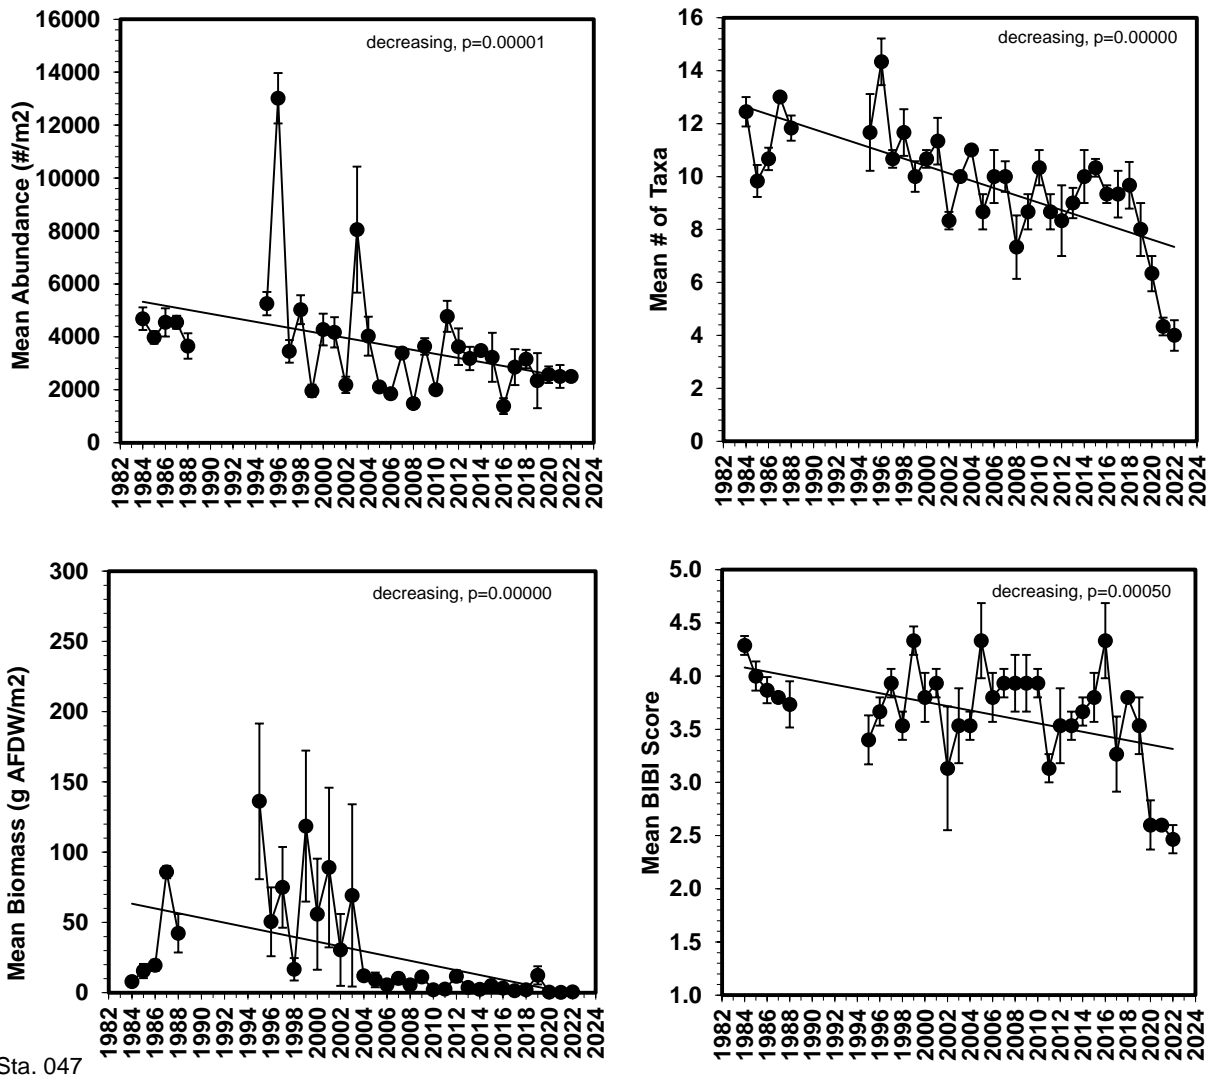 decreasing, p=0.00001
Mean Abundance (#/m2)
16000
14000
12000
10000
8000
6000
4000
2000
0
1982 1984 1986 1988 1990 1992 1994 1996 1998 2000 2002 2004 2006 2008 2010 2012 2014 2016 2018 2020 2022 2024
decreasing, p=0.00000
Mean # of Taxa
16
14
12
10
8
6
4
2
0
1982 1984 1986 1988 1990 1992 1994 1996 1998 2000 2002 2004 2006 2008 2010 2012 2014 2016 2018 2020 2022 2024
decreasing, p=0.00000
Mean Biomass (g AFDW/m2)
300
250
200
150
100
50
0
1982 1984 1986 1988 1990 1992 1994 1996 1998 2000 2002 2004 2006 2008 2010 2012 2014 2016 2018 2020 2022 2024
decreasing, p=0.00050
Mean BIBI Score
5.0
4.5
4.0
3.5
3.0
2.5
2.0
1.5
1.0
1982 1984 1986 1988 1990 1992 1994 1996 1998 2000 2002 2004 2006 2008 2010 2012 2014 2016 2018 2020 2022 2024
Sta. 047